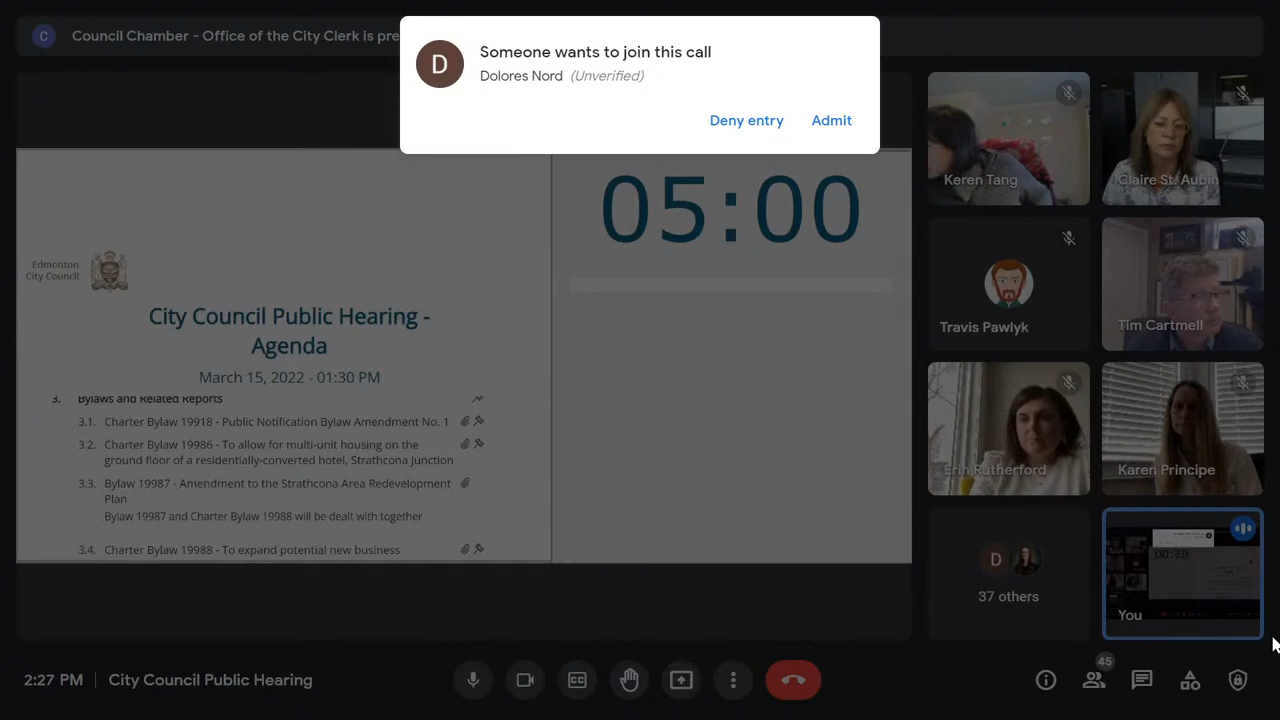 C
Council Chamber - Office of the City Clerk is pre
Someone wants to join this call
D
Dolores Nord (Unverified)
Deny entry Admit
05:00
Edmonton
City Council
City Council Public Hearing -
Agenda
March 15, 2022 - 01:30 PM
3. Bylaws and Related Reports
3.1. Charter Bylaw 19918 - Public Notification Bylaw Amendment No. 1
3.2. Charter Bylaw 19986 - To allow for multi-unit housing on the
ground floor of a residentially-converted hotel, Strathcona Junction
3.3. Bylaw 19987 - Amendment to the Strathcona Area Redevelopment
Plan
Bylaw 19987 and Charter Bylaw 19988 will be dealt with together
3.4. Charter Bylaw 19988 - To expand potential new business
Keren Tang
Claire St. Aubin
Travis Pawlyk
Tim Cartmell
Erin Rutherford
Karen Principe
D
37 others
You
2:27 PM | City Council Public Hearing
CC
45